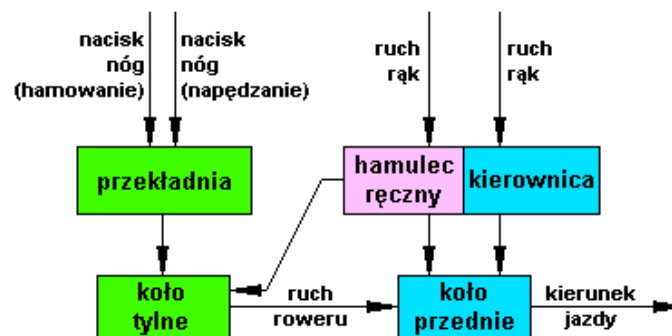 nacisk
nóg
(hamowanie)
nacisk
nóg
(napędzanie)
ruch
rąk
ruch
rąk
przekładnia
hamulec
ręczny
kierownica
koło
tylne
ruch
roweru
koło
przednie
kierunek
jazdy